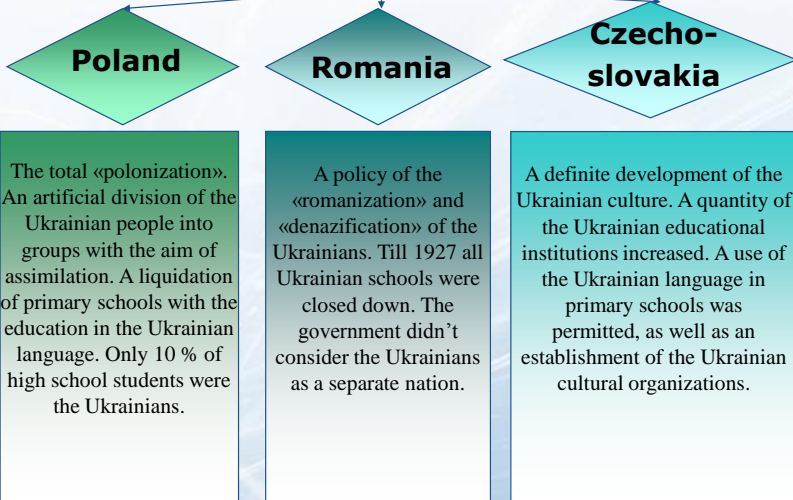 Poland
The total «polonization».
An artificial division of the
Ukrainian people into
groups with the aim of
assimilation. A liquidation
of primary schools with the
education in the Ukrainian
language. Only 10 % of
high school students were
the Ukrainians.
Romania
A policy of the
«romanization» and
«denazification» of the
Ukrainians. Till 1927 all
Ukrainian schools were
closed down. The
government didn’t
consider the Ukrainians
as a separate nation.
Czecho-
slovakia
A definite development of the
Ukrainian culture. A quantity of
the Ukrainian educational
institutions increased. A use of
the Ukrainian language in
primary schools was
permitted, as well as an
establishment of the Ukrainian
cultural organizations.